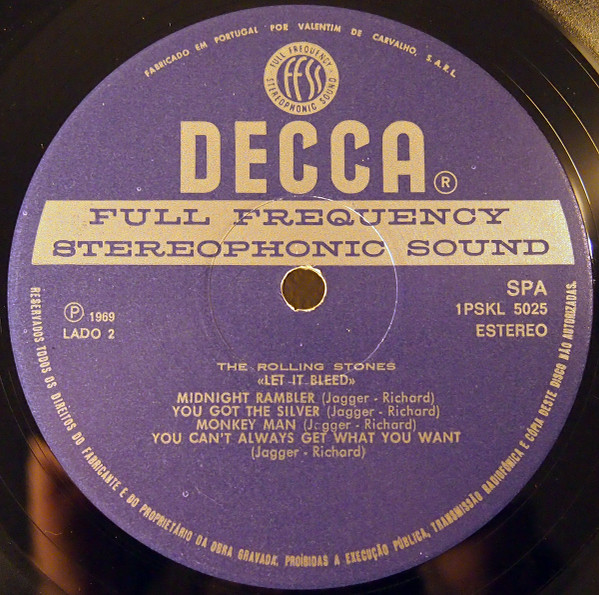 FABRICADO EM PORTUGAL POR VALENTIM DE CARVALHO, S.A.R.L.
FULL FREQUENCY
FFSS
STEREOPHONIC SOUND
DECCA®
FULL FREQUENCY
STEREOPHONIC SOUND
℗ 1969
LADO 2
SPA
1PSKL 5025
ESTEREO
THE ROLLING STONES
«LET IT BLEED»
MIDNIGHT RAMBLER (Jagger - Richard)
YOU GOT THE SILVER (Jagger - Richard)
MONKEY MAN (Jagger - Richard)
YOU CAN'T ALWAYS GET WHAT YOU WANT
(Jagger - Richard)
RESERVADOS TODOS OS DIREITOS DO FABRICANTE E DO PROPRIETÁRIO DA OBRA GRAVADA. PROÍBIDAS A EXECUÇÃO PÚBLICA, TRANSMISSÃO RADIOFÓNICA E CÓPIA DESTE DISCO NÃO AUTORIZADAS.